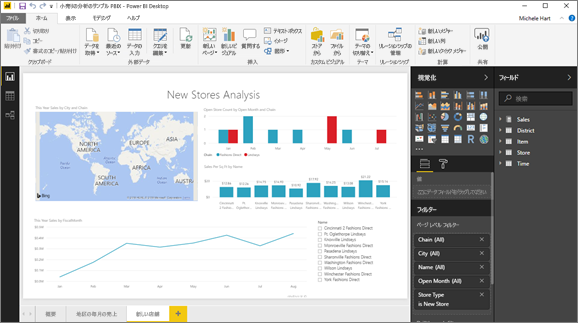 小売りの分析のテンプル PBIX - Power BI Desktop
Michele Hart
ファイル ホーム 表示 モデリング ヘルプ
貼り付け
切り取り
コピー
書式のコピー/貼り付け
データを取得
最近のソース
データの入力
クエリを編集
更新
新しいページ
新しいビジュアル
質問する
テキストボックス
イメージ
図形
ストアから
ファイルから
テーマの切り替え
リレーションシップの管理
新しいメジャー
新しい列
新しいクイック メジャー
公開
クリップボード 外部データ 挿入 カスタム ビジュアル テーマ リレーションシップ 計算 共有
New Stores Analysis
This Year Sales by City and Chain
NORTH AMERICA
EUROPE
ASIA
AFRICA
SOUTH AMERICA
Bing
Open Store Count by Open Month and Chain
Chain Fashions Direct Lindseys
Sales Per Sq Ft by Name
This Year Sales by FiscalMonth
Jan Feb Mar Apr May Jun Jul Aug
Name
Cincinnati 2 Fashions Direct
Ft. Oglethorpe Lindseys
Knoxville Lindseys
Monroeville Fashions Direct
Pasadena Lindseys
Sharonville Fashions Direct
Washington Fashions Direct
Wilson Lindseys
Winchester Fashions Direct
York Fashions Direct
視覚化
値
ここにデータ フィールドをドラッグしてください
フィルター
ページ レベル フィルター
Chain (All)
City (All)
Name (All)
Open Month (All)
Store Type
is New Store
フィールド
検索
Sales
District
Item
Store
Time
概要 地区の毎月の売上 新しい店舗